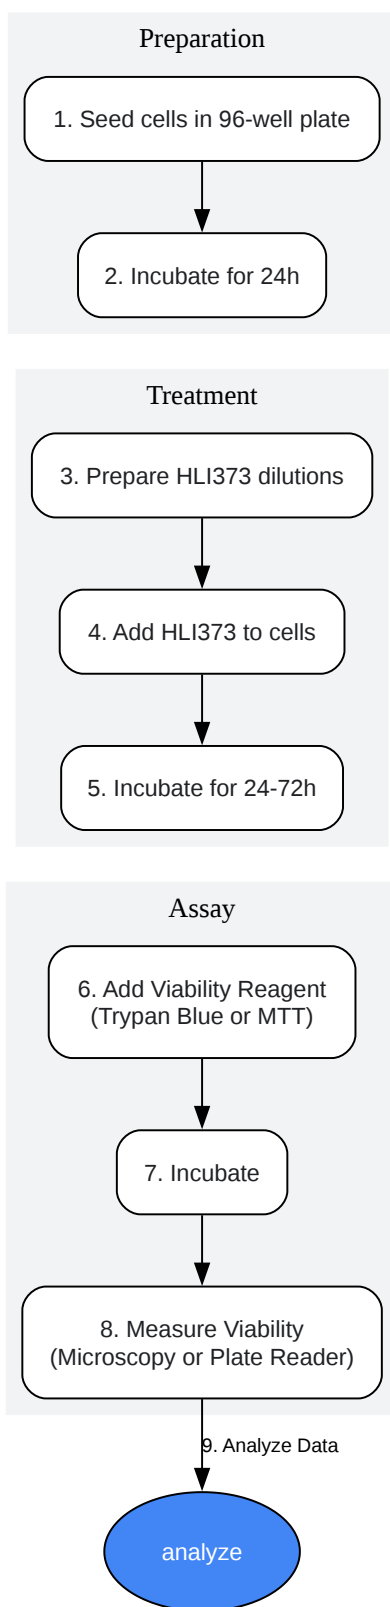 Preparation
1. Seed cells in 96-well plate
2. Incubate for 24h
Treatment
3. Prepare HLI373 dilutions
4. Add HLI373 to cells
5. Incubate for 24-72h
Assay
6. Add Viability Reagent
(Trypan Blue or MTT)
7. Incubate
8. Measure Viability
(Microscopy or Plate Reader)
9. Analyze Data
analyze